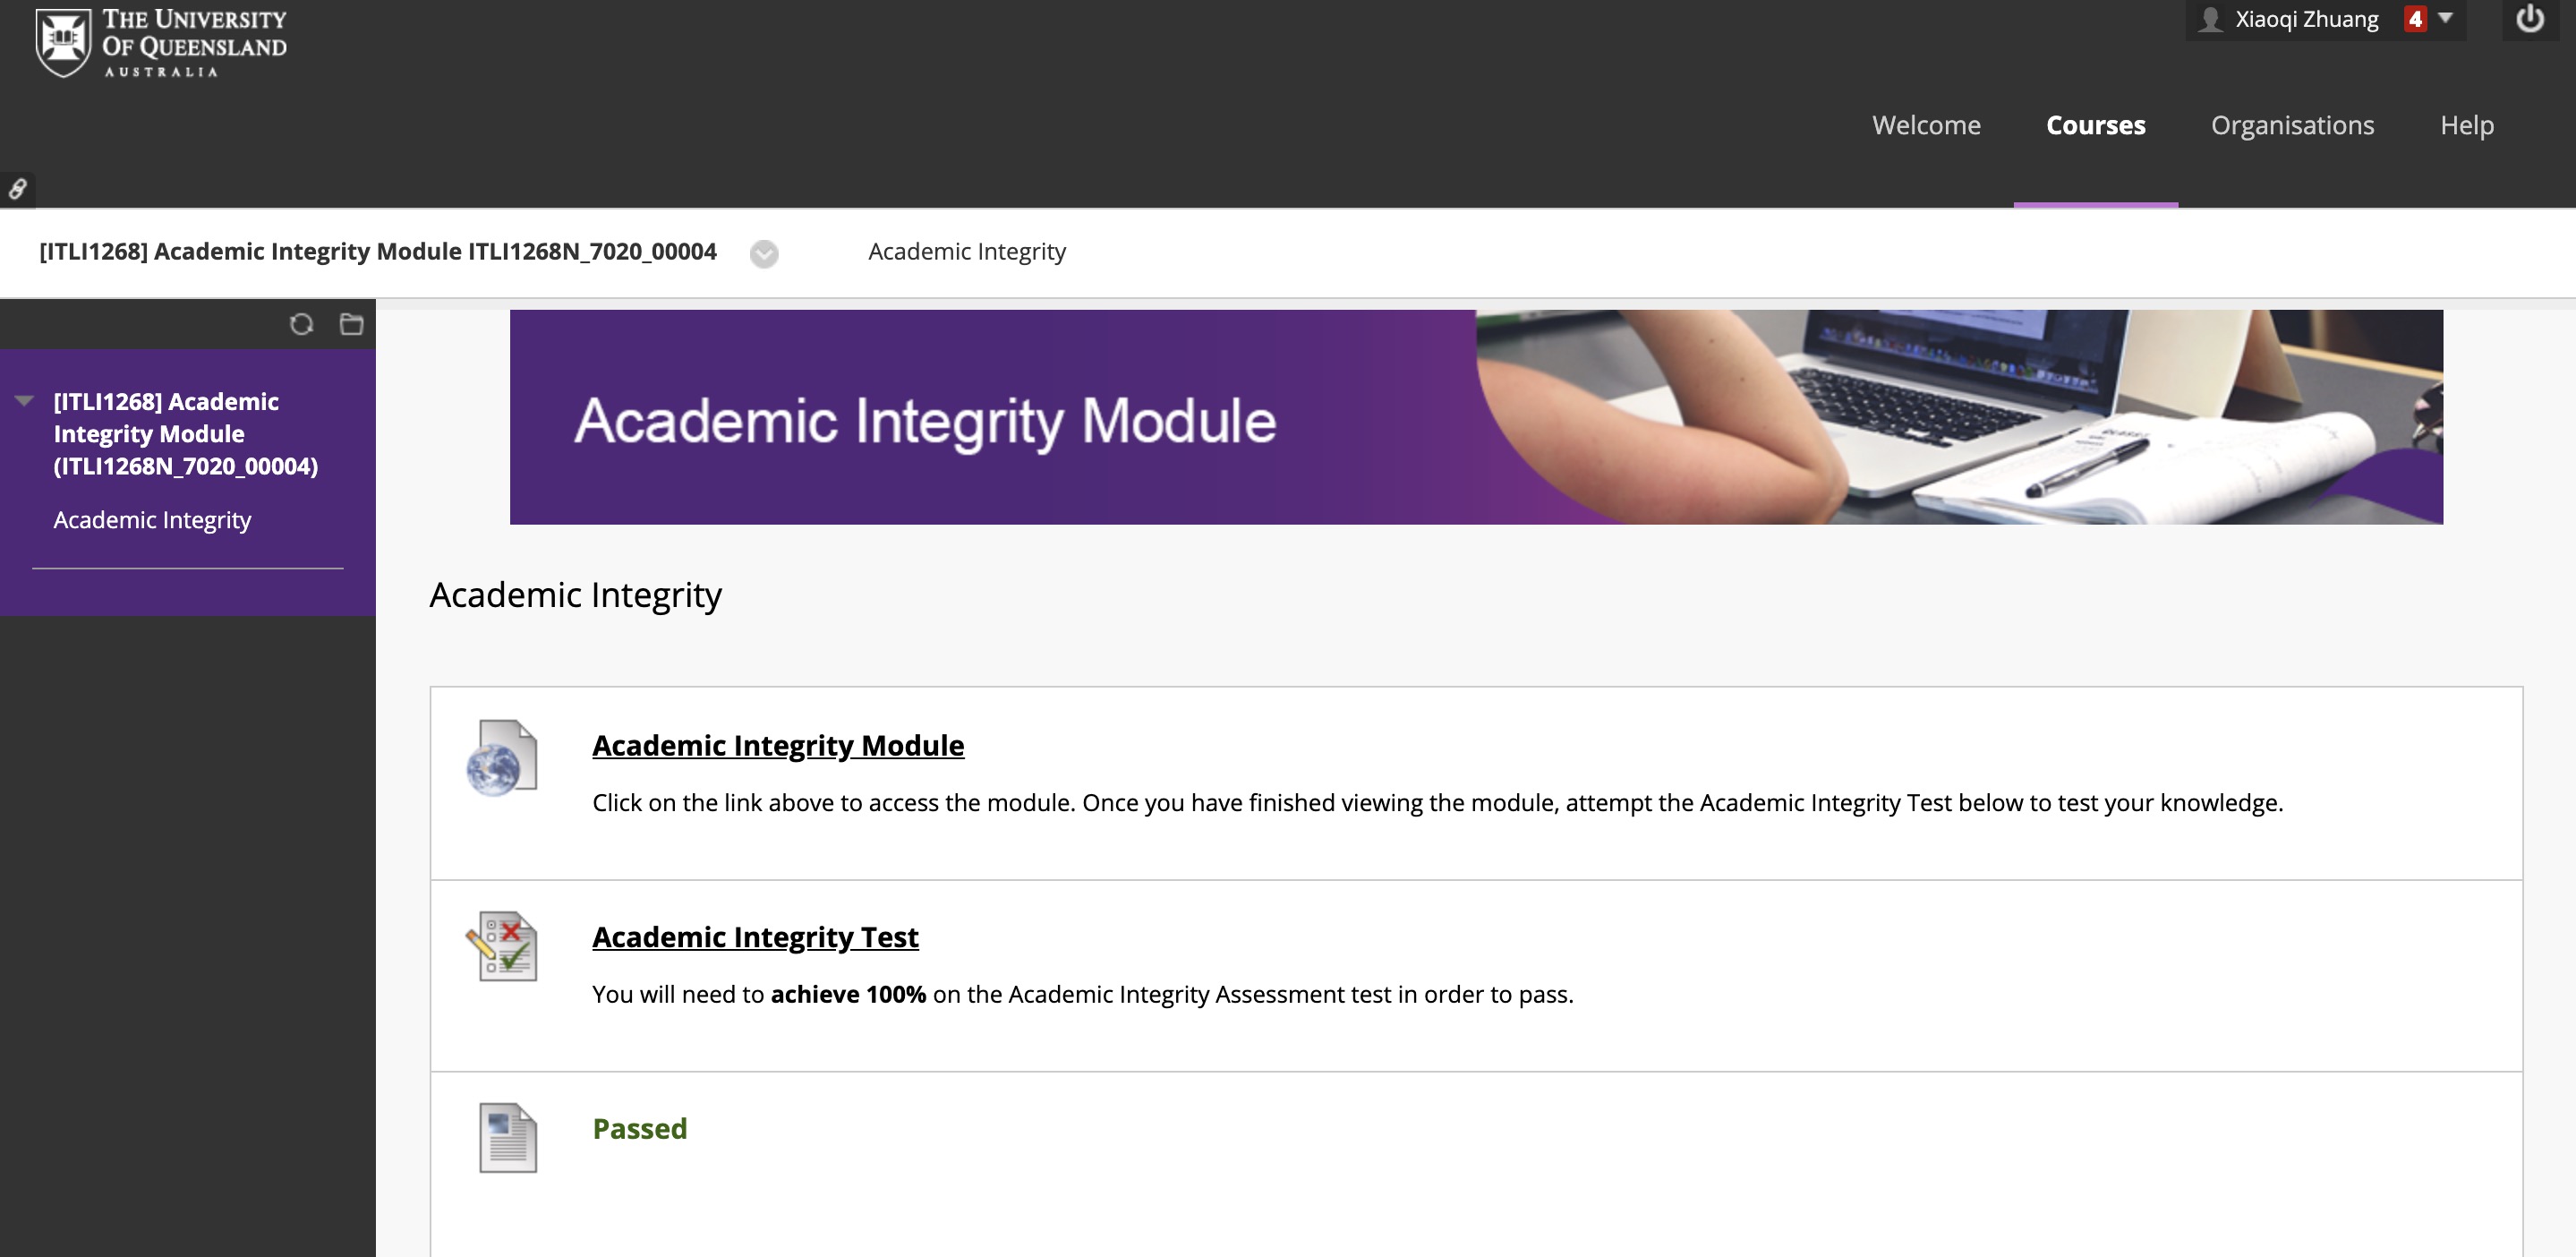 THE UNIVERSITY
OF QUEENSLAND
AUSTRALIA
Xiaoqi Zhuang 4
Welcome Courses Organisations Help
[ITLI1268] Academic Integrity Module ITLI1268N_7020_00004 Academic Integrity
[ITLI1268] Academic
Integrity Module
(ITLI1268N_7020_00004)
Academic Integrity
Academic Integrity Module
Academic Integrity
Academic Integrity Module
Click on the link above to access the module. Once you have finished viewing the module, attempt the Academic Integrity Test below to test your knowledge.
Academic Integrity Test
You will need to achieve 100% on the Academic Integrity Assessment test in order to pass.
Passed